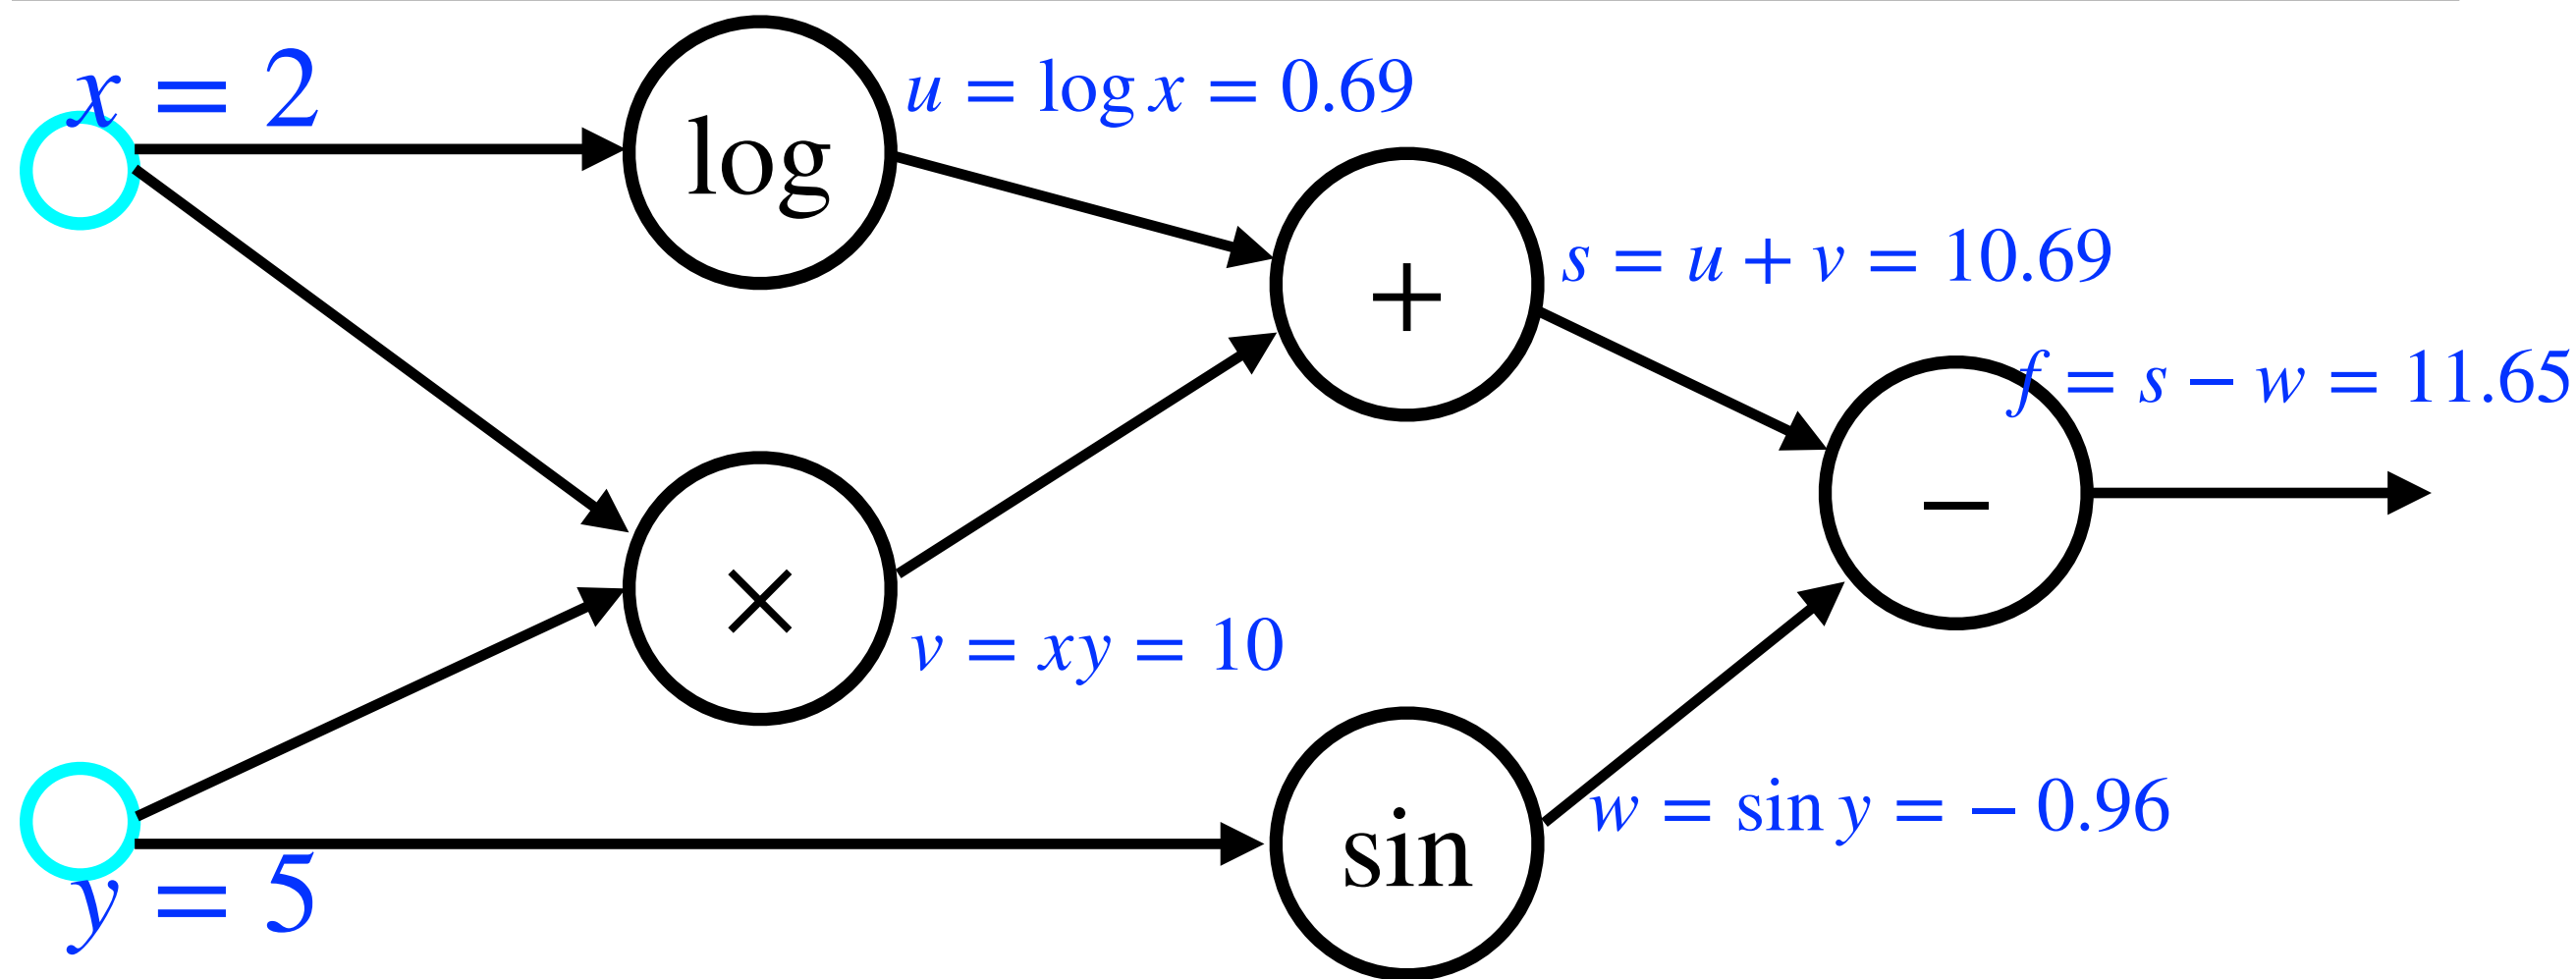 x = 2
log
u = log x = 0.69
+
s = u + v = 10.69
f = s − w = 11.65
−
×
v = xy = 10
w = sin y = − 0.96
sin
y = 5